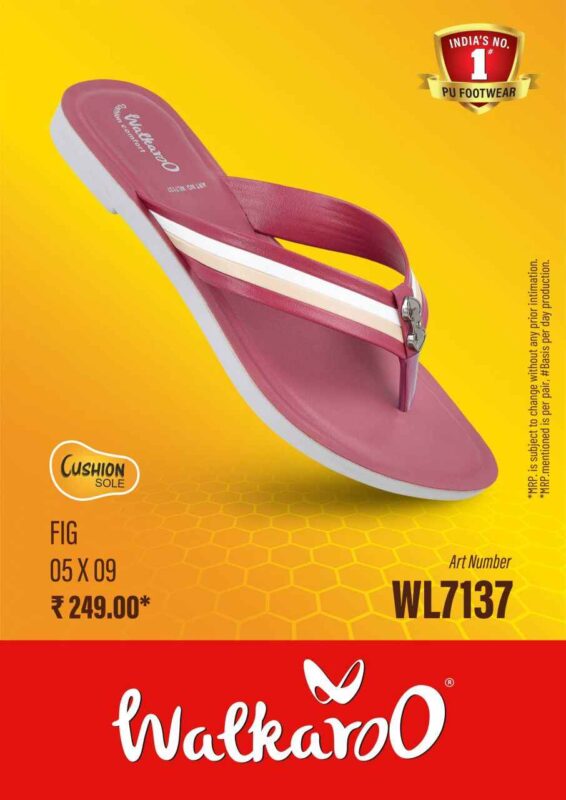 INDIA'S NO.
1#
PU FOOTWEAR
Walkaroo
*MRP. is subject to change without any prior intimation.
*MRP.mentioned is per pair. #Basis per day production.
CUSHION
SOLE
FIG
05 X 09
₹ 249.00*
Art Number
WL7137
Walkaroo®